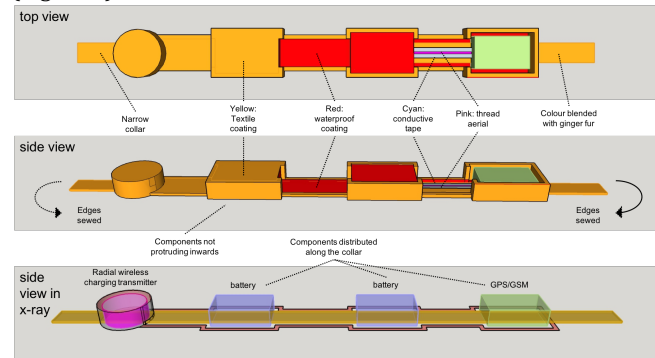 top view
Narrow
collar
Yellow:
Textile
coating
Red:
waterproof
coating
Cyan:
conductive
tape
Pink: thread
aerial
Colour blended
with ginger fur
side view
Edges
sewed
Edges
sewed
Components not
protruding inwards
Components distributed
along the collar
side
view in
x-ray
Radial wireless
charging transmitter
battery
battery
GPS/GSM